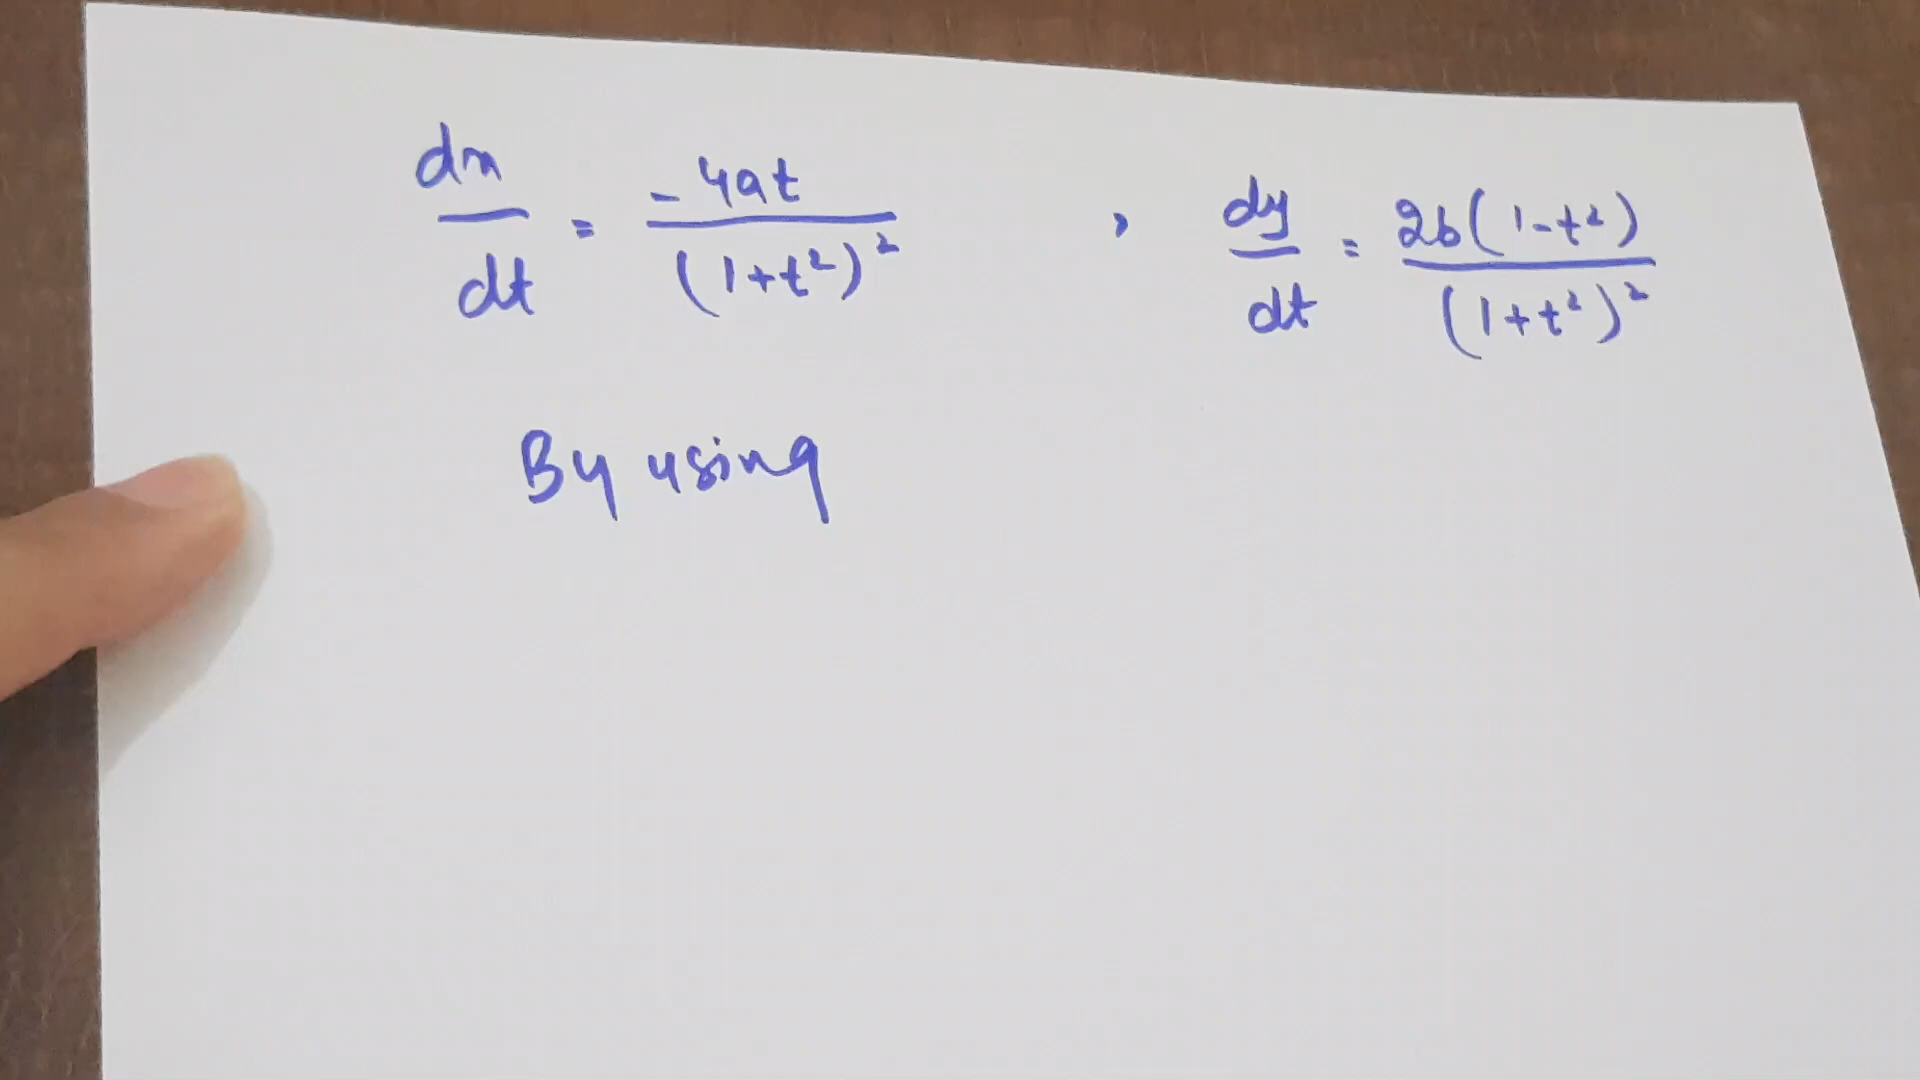 dx/dt = -4at/(1+t²)² , dy/dt = 2b(1-t²)/(1+t²)²
By using